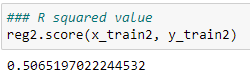 ### R squared value
reg2.score(x_train2, y_train2)
0.5065197022244532